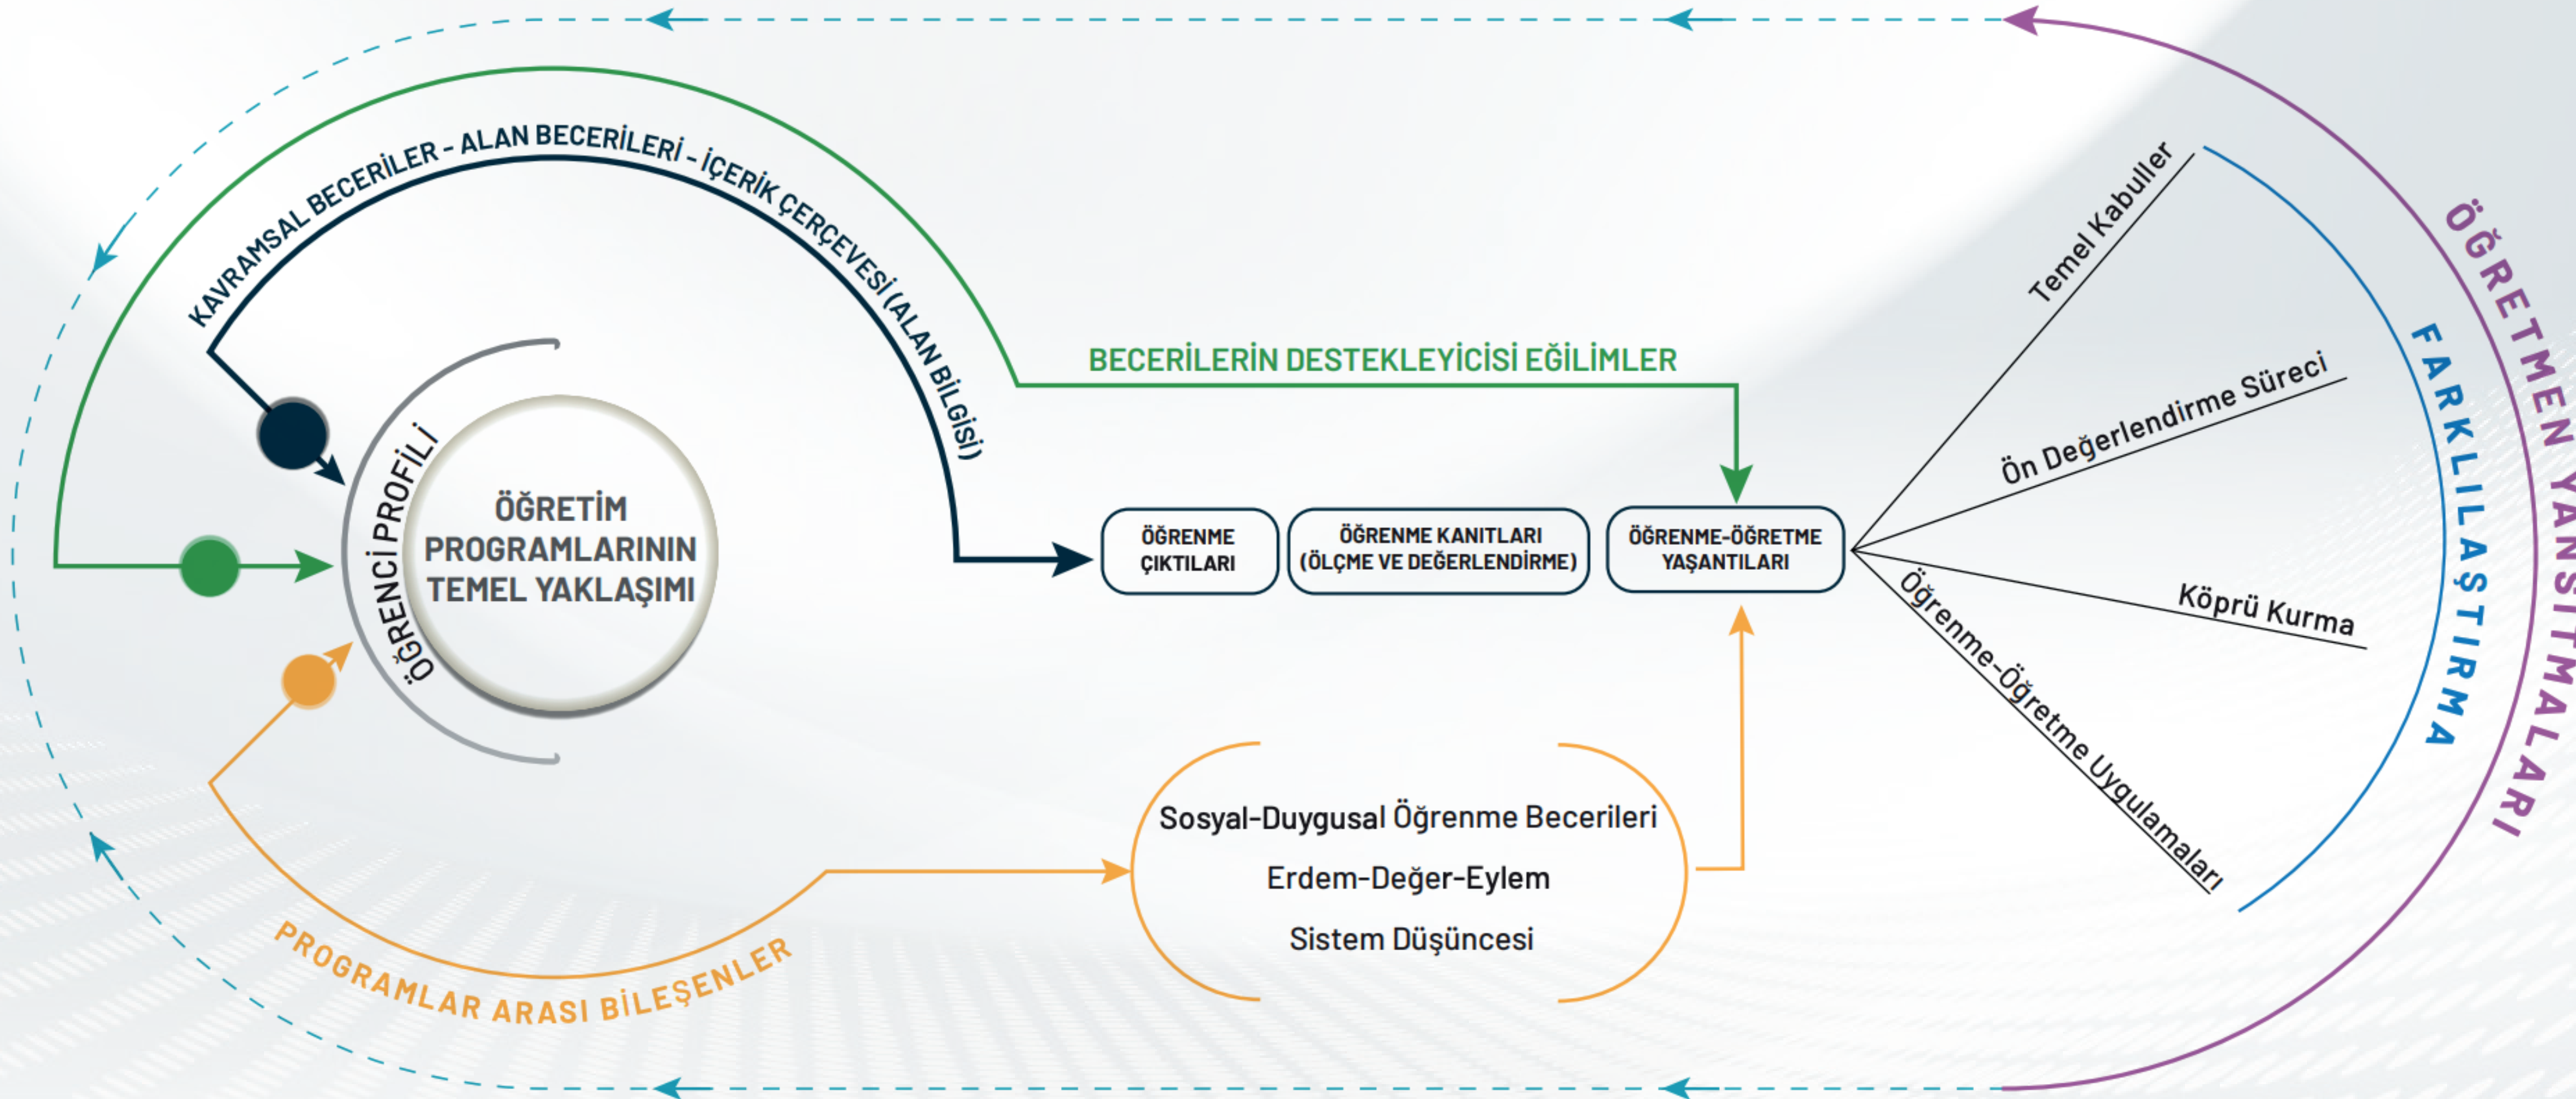 KAVRAMSAL BECERİLER - ALAN BECERİLERİ - İÇERİK ÇERÇEVESİ (ALAN BİLGİSİ)
ÖĞRENCİ PROFİLİ
ÖĞRETİM
PROGRAMLARININ
TEMEL YAKLAŞIMI
PROGRAMLAR ARASI BİLEŞENLER
BECERİLERİN DESTEKLEYİCİSİ EĞİLİMLER
ÖĞRENME
ÇIKTILARI
ÖĞRENME KANITLARI
(ÖLÇME VE DEĞERLENDİRME)
ÖĞRENME-ÖĞRETME
YAŞANTILARI
Sosyal-Duygusal Öğrenme Becerileri
Erdem-Değer-Eylem
Sistem Düşüncesi
Temel Kabuller
Ön Değerlendirme Süreci
Köprü Kurma
Öğrenme-Öğretme Uygulamaları
FARKLILAŞTIRMA
ÖĞRETMEN YANSITMALARI